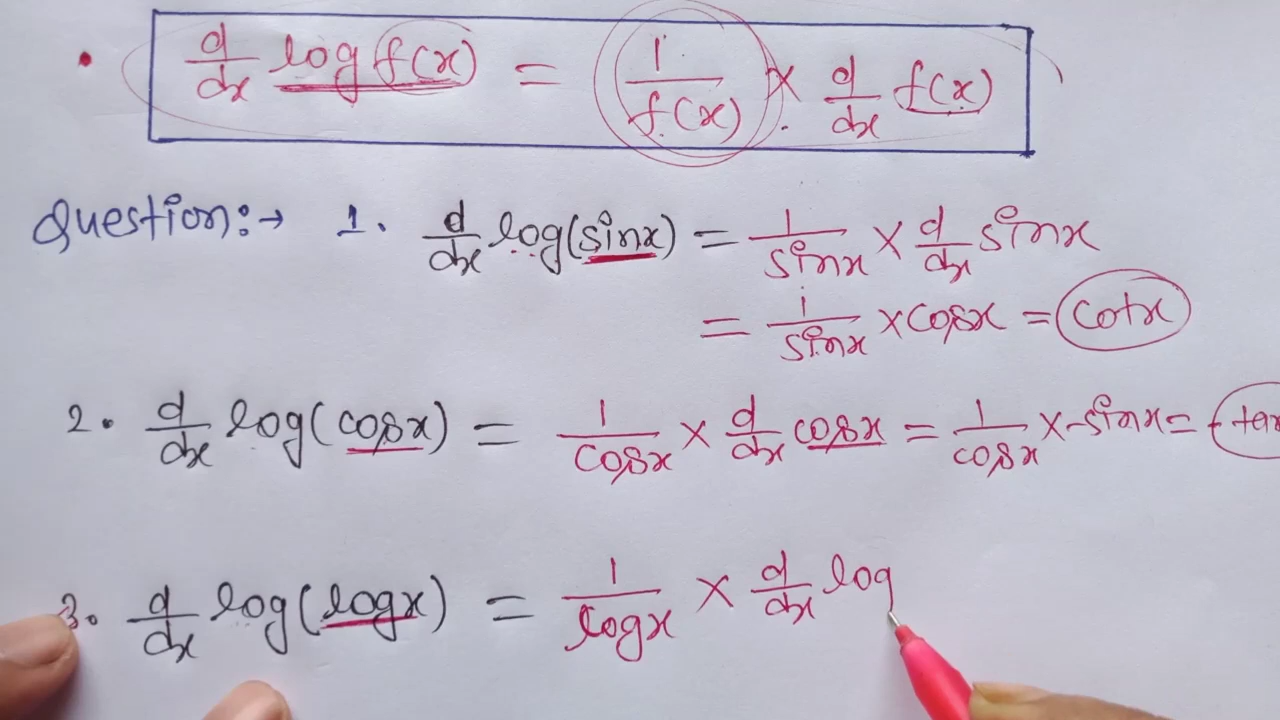 • d/dx log f(x) = 1/f(x) × d/dx f(x)
Question:→ 1. d/dx log(sinx) = 1/sinx × d/dx sinx
= 1/sinx × cosx = cotx
2. d/dx log(cosx) = 1/cosx × d/dx cosx = 1/cosx × -sinx = -tan
3. d/dx log(logx) = 1/logx × d/dx log